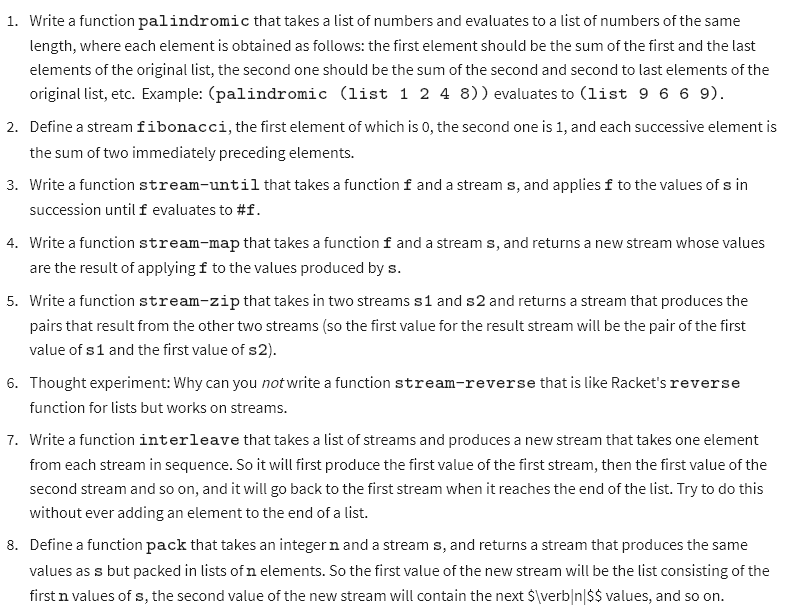 1. Write a function palindromic that takes a list of numbers and evaluates to a list of numbers of the same
length, where each element is obtained as follows: the first element should be the sum of the first and the last
elements of the original list, the second one should be the sum of the second and second to last elements of the
original list, etc. Example: (palindromic (list 1 2 4 8)) evaluates to (list 9 6 6 9).
2. Define a stream fibonacci, the first element of which is 0, the second one is 1, and each successive element is
the sum of two immediately preceding elements.
3. Write a function stream-until that takes a function f and a stream s, and applies f to the values of s in
succession until f evaluates to #f.
4. Write a function stream-map that takes a function f and a stream s, and returns a new stream whose values
are the result of applying f to the values produced by s.
5. Write a function stream-zip that takes in two streams s1 and s2 and returns a stream that produces the
pairs that result from the other two streams (so the first value for the result stream will be the pair of the first
value of s1 and the first value of s2).
6. Thought experiment: Why can you not write a function stream-reverse that is like Racket's reverse
function for lists but works on streams.
7. Write a function interleave that takes a list of streams and produces a new stream that takes one element
from each stream in sequence. So it will first produce the first value of the first stream, then the first value of the
second stream and so on, and it will go back to the first stream when it reaches the end of the list. Try to do this
without ever adding an element to the end of a list.
8. Define a function pack that takes an integer n and a stream s, and returns a stream that produces the same
values as s but packed in lists of n elements. So the first value of the new stream will be the list consisting of the
first n values of s, the second value of the new stream will contain the next $\verb|n|$$ values, and so on.